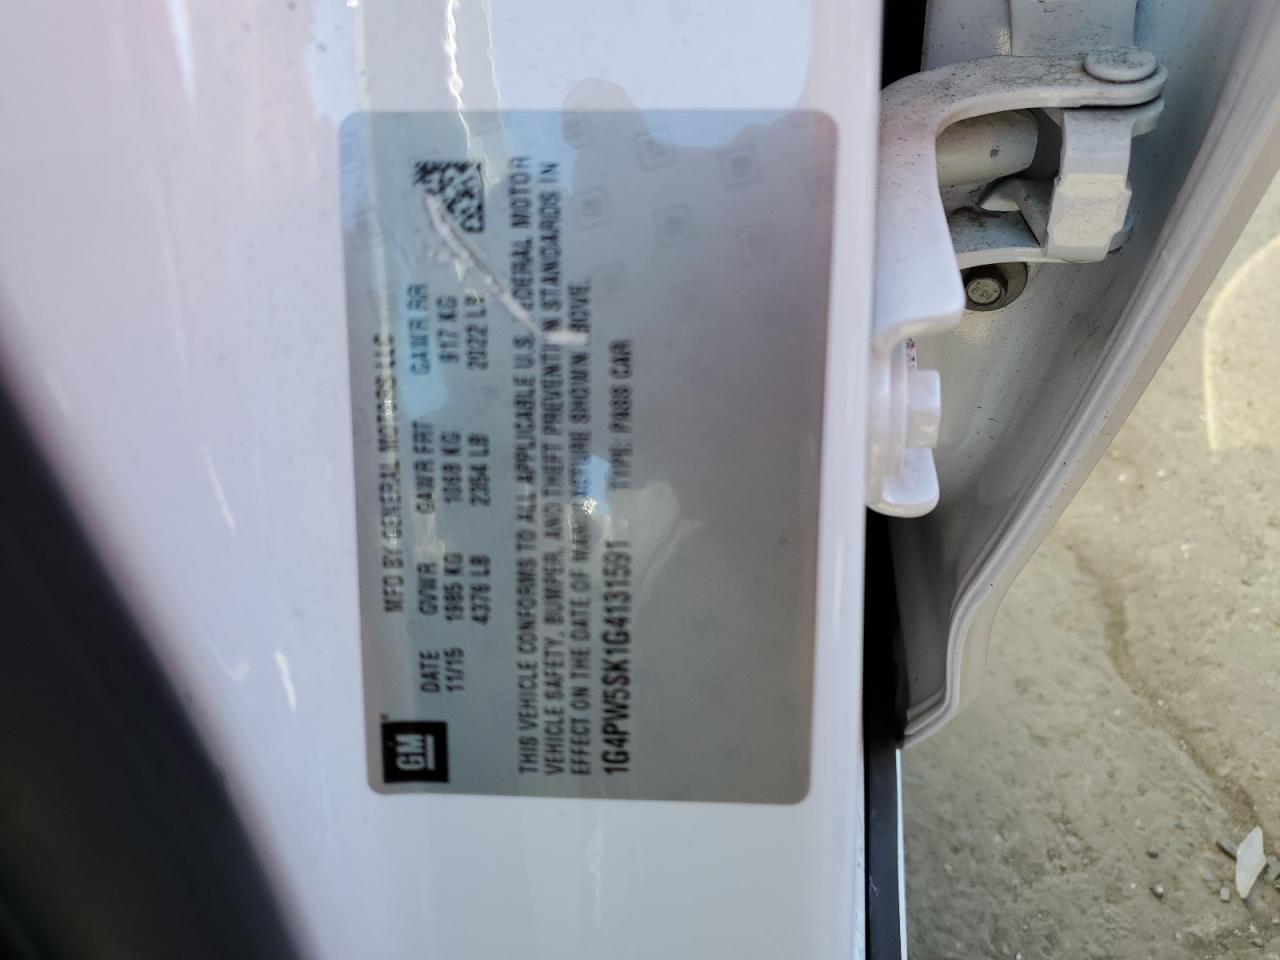 MFD BY GENERAL MOTORS LLC
DATE GVWR GAWR FRT GAWR RR
11/15 1985 KG 1068 KG 917 KG
4376 LB 2354 LB 2022 LB
THIS VEHICLE CONFORMS TO ALL APPLICABLE U.S. FEDERAL MOTOR
VEHICLE SAFETY, BUMPER, AND THEFT PREVENTION STANDARDS IN
EFFECT ON THE DATE OF MANUFACTURE SHOWN ABOVE.
1G4PW5SK1G4131591 TYPE: PASS CAR
GM